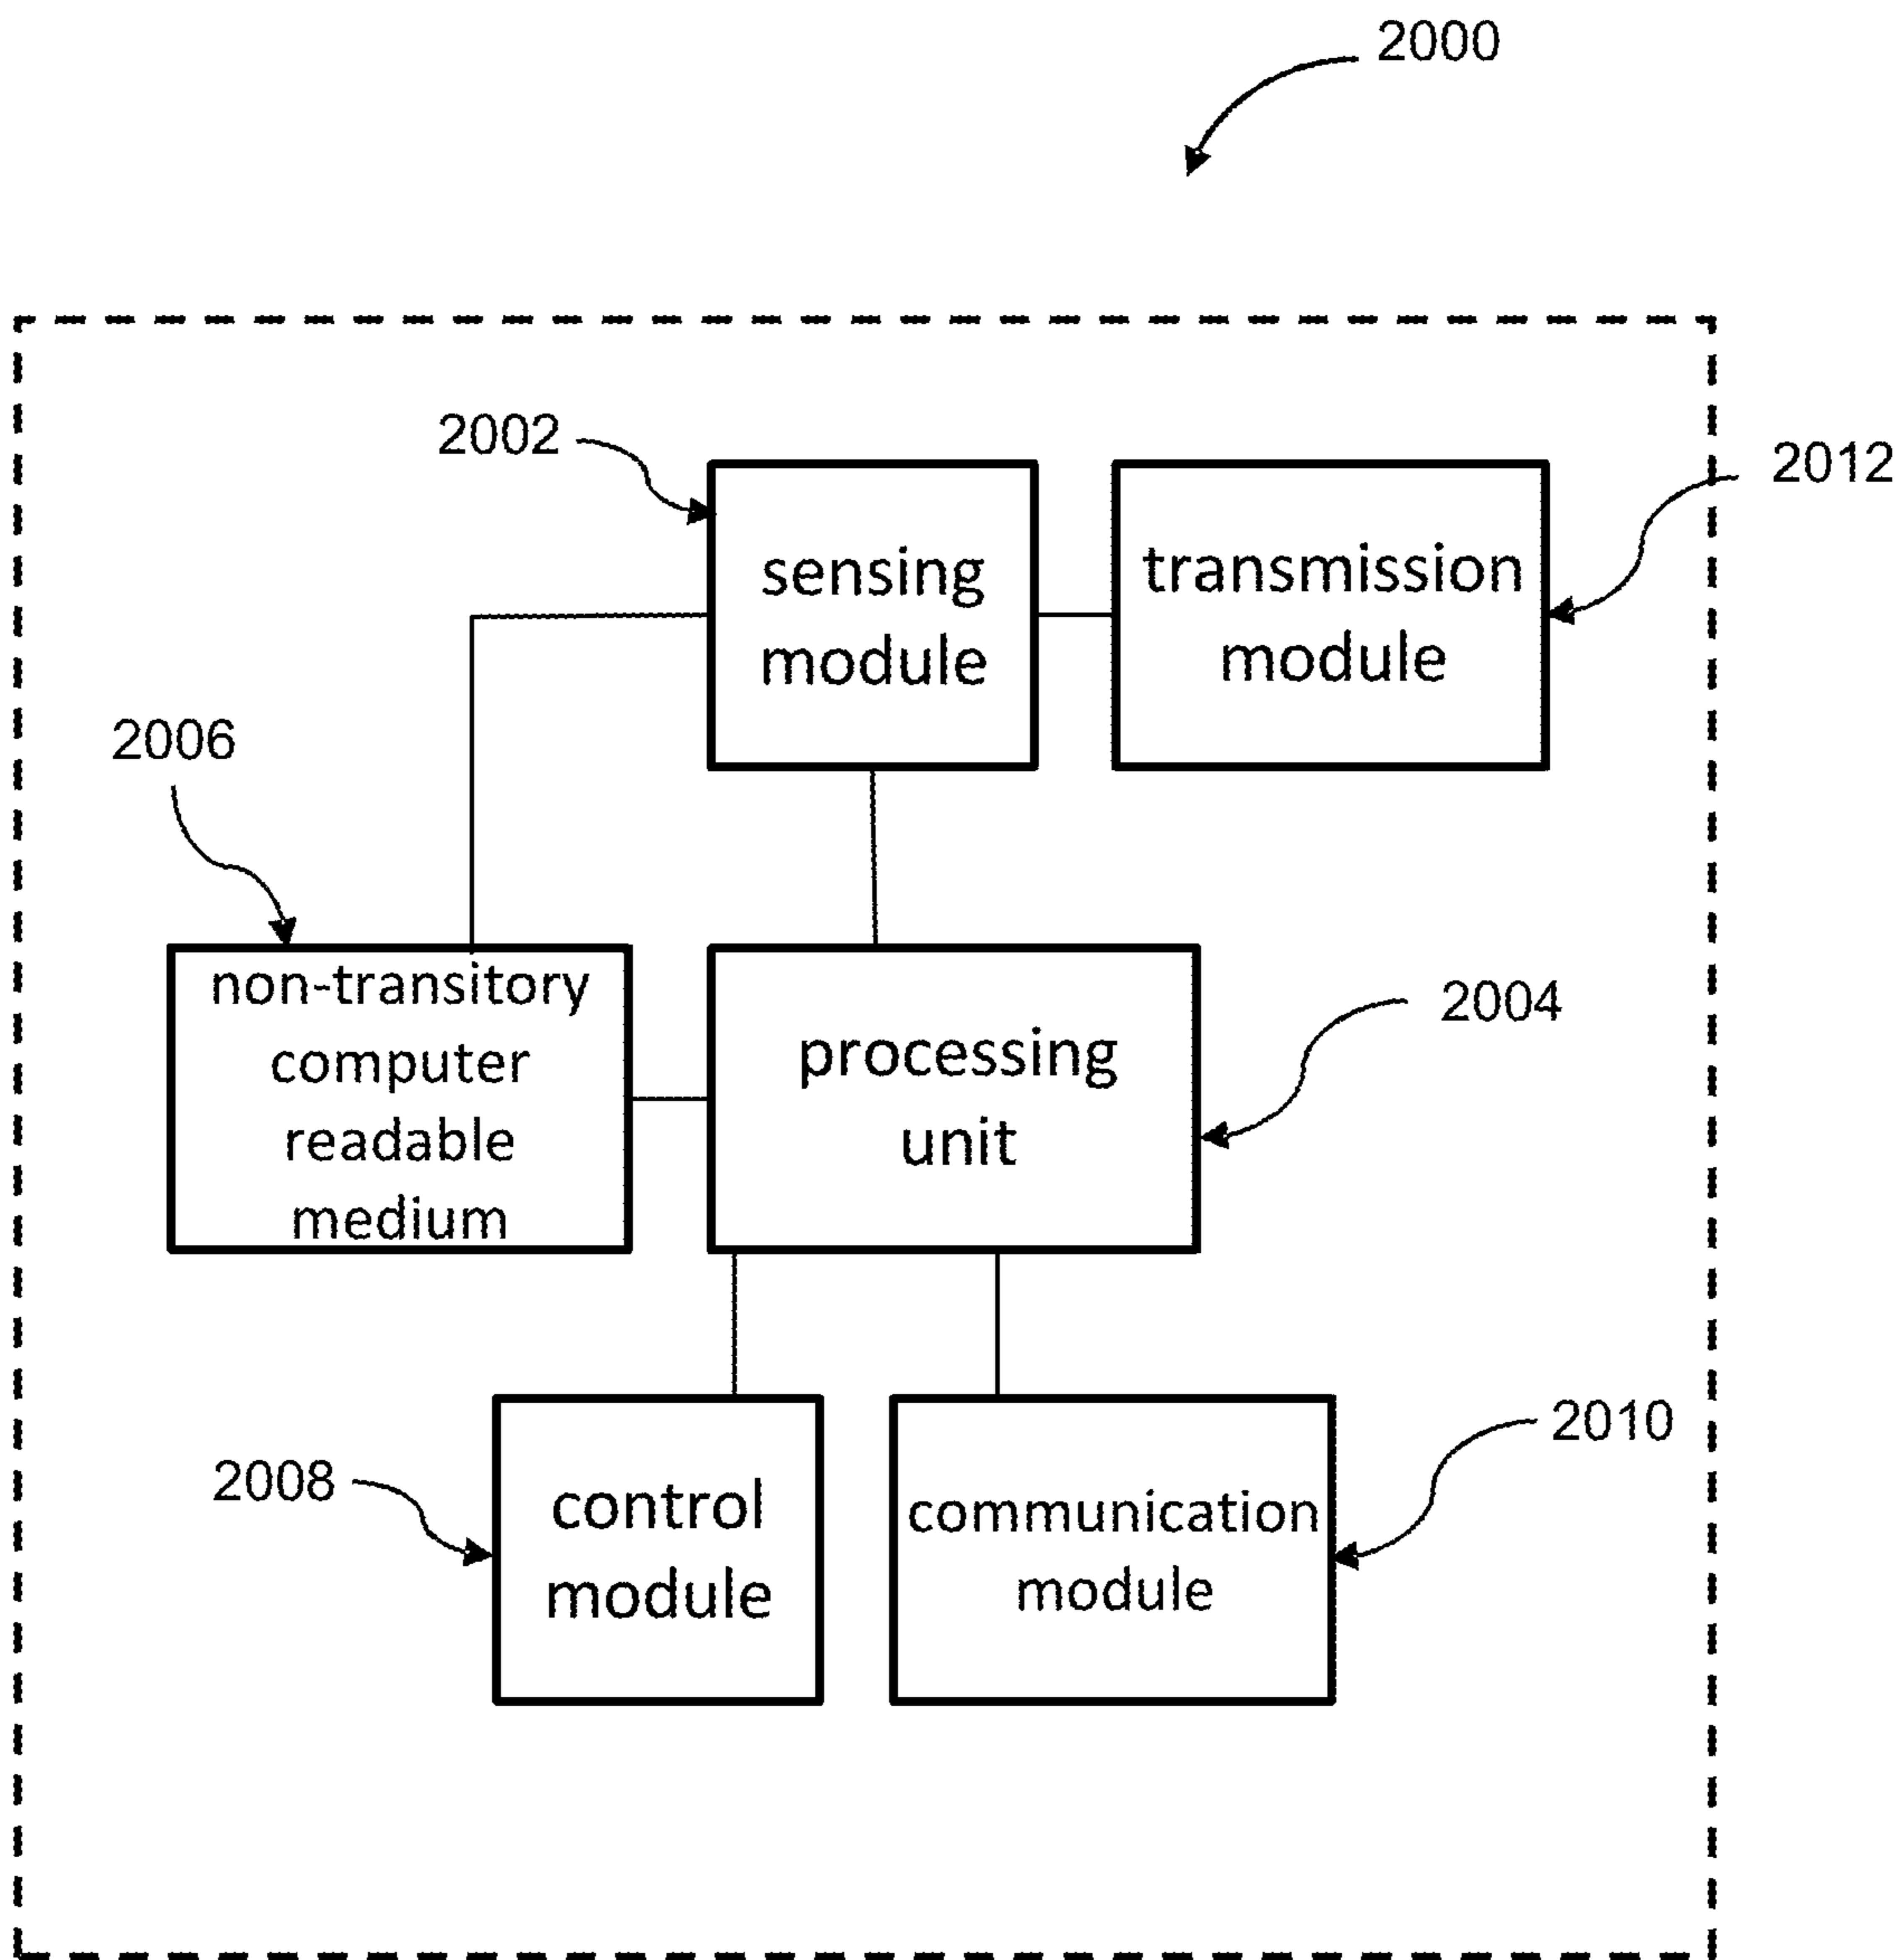 2000
2002
sensing
module
transmission
module
2012
2006
non-transitory
computer
readable
medium
processing
unit
2004
2008
control
module
communication
module
2010